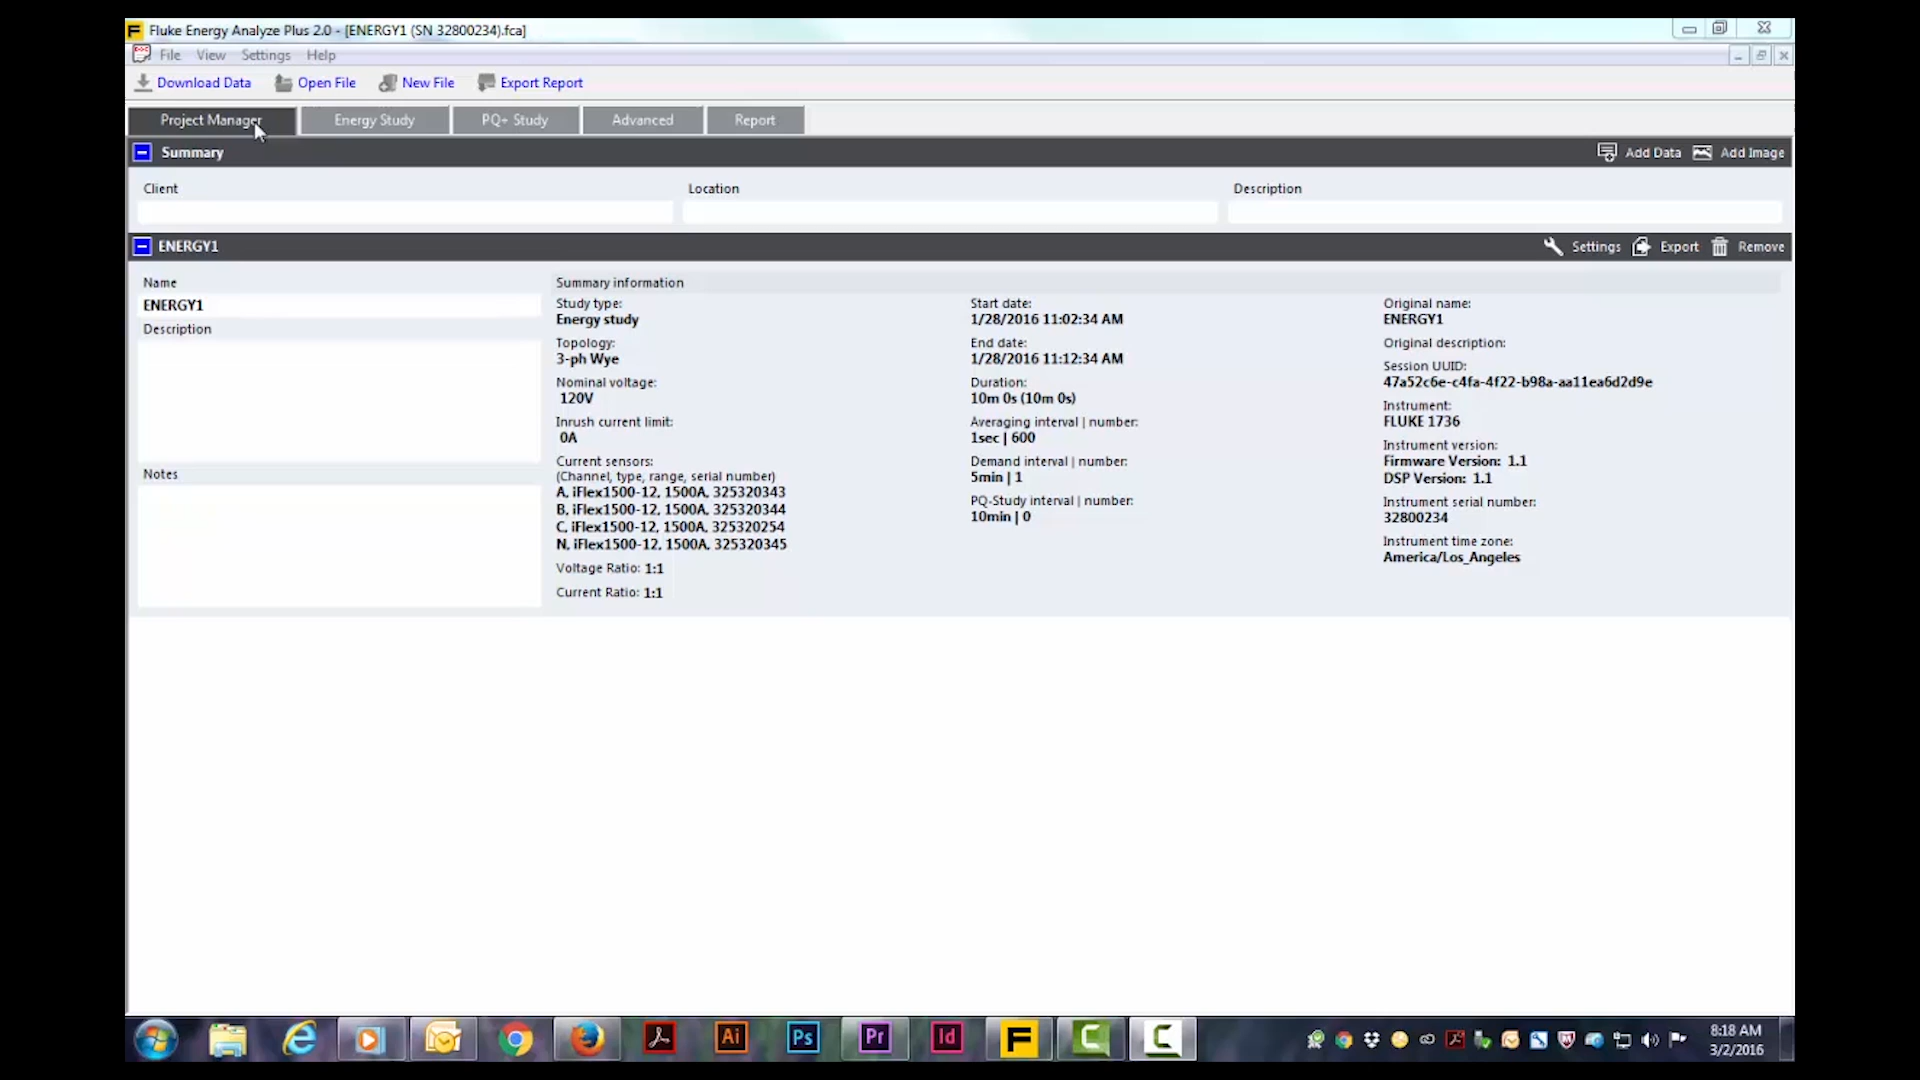 Fluke Energy Analyze Plus 2.0 - [ENERGY1 (SN 32800234).fca]
File View Settings Help
Download Data Open File New File Export Report
Project Manager Energy Study PQ+ Study Advanced Report
Summary Add Data Add Image
Client Location Description
ENERGY1 Settings Export Remove
Name
ENERGY1
Description
Notes
Summary information
Study type:
Energy study
Topology:
3-ph Wye
Nominal voltage:
120V
Inrush current limit:
0A
Current sensors:
(Channel, type, range, serial number)
A, iFlex1500-12, 1500A, 325320343
B, iFlex1500-12, 1500A, 325320344
C, iFlex1500-12, 1500A, 325320254
N, iFlex1500-12, 1500A, 325320345
Voltage Ratio: 1:1
Current Ratio: 1:1
Start date:
1/28/2016 11:02:34 AM
End date:
1/28/2016 11:12:34 AM
Duration:
10m 0s (10m 0s)
Averaging interval | number:
1sec | 600
Demand interval | number:
5min | 1
PQ-Study interval | number:
10min | 0
Original name:
ENERGY1
Original description:
Session UUID:
47a52c6e-c4fa-4f22-b98a-aa11ea6d2d9e
Instrument:
FLUKE 1736
Instrument version:
Firmware Version: 1.1
DSP Version: 1.1
Instrument serial number:
32800234
Instrument time zone:
America/Los_Angeles
Ai Ps Pr Id F C C
8:18 AM
3/2/2016